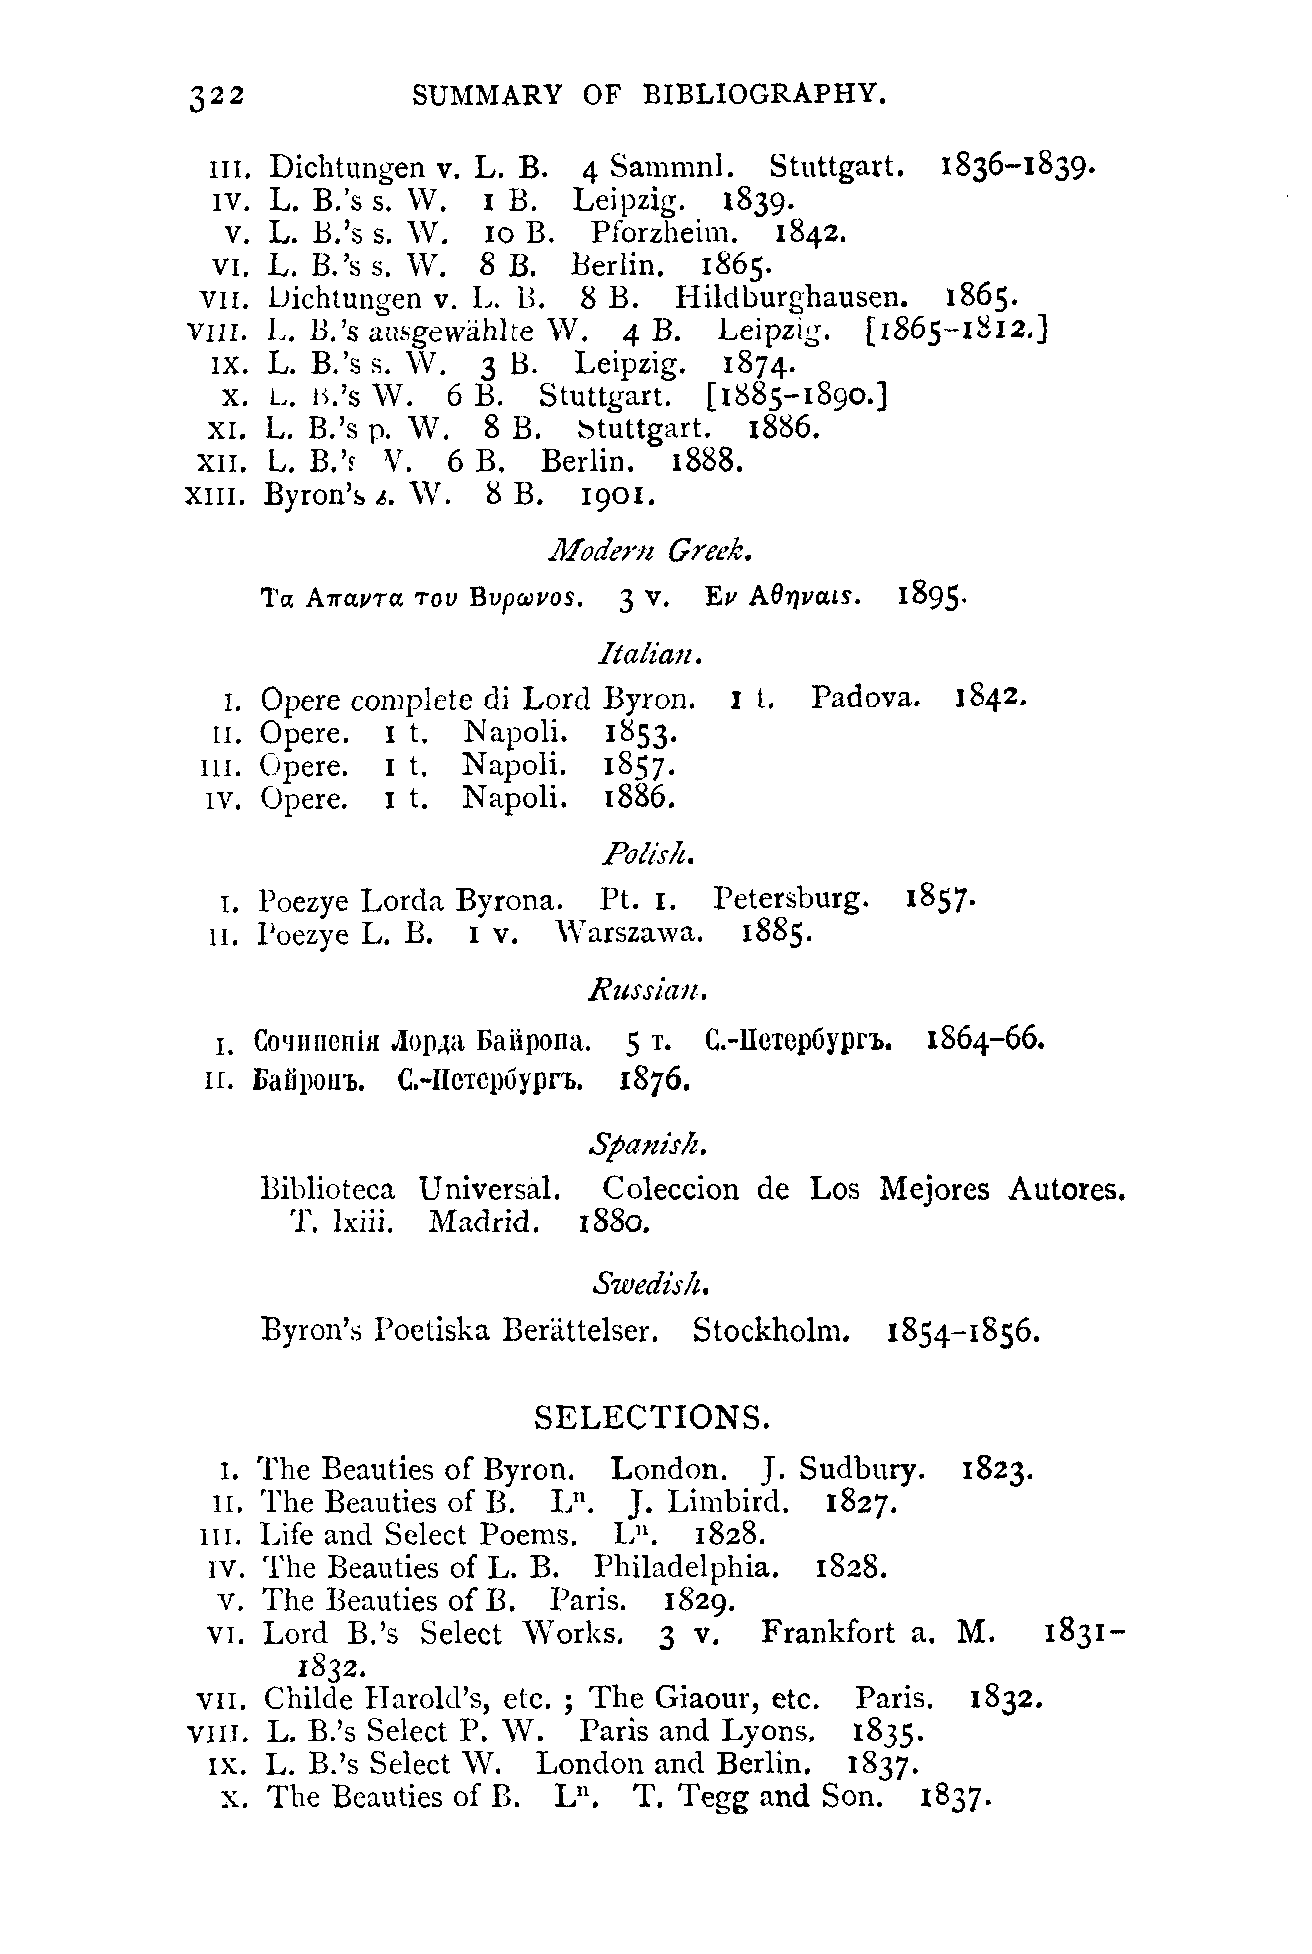 322 SUMMARY OF BIBLIOGRAPHY.
III. Dichtungen v. L. B. 4 Sammnl. Stuttgart. 1836–1839.
IV. L. B.'s s. W. 1 B. Leipzig. 1839.
V. L. B.'s s. W. 10 B. Pforzheim. 1842.
VI. L. B.'s s. W. 8 B. Berlin. 1865.
VII. Dichtungen v. L. B. 8 B. Hildburghausen. 1865.
VIII. L. B.'s ausgewählte W. 4 B. Leipzig. [1865–1812.]
IX. L. B.'s s. W. 3 B. Leipzig. 1874.
X. L. B.'s W. 6 B. Stuttgart. [1885–1890.]
XI. L. B.'s p. W. 8 B. Stuttgart. 1886.
XII. L. B.'s W. 6 B. Berlin. 1888.
XIII. Byron's s. W. 8 B. 1901.
Modern Greek.
Τα Απαντα του Βυρωνος. 3 v. Εν Αθηναις. 1895.
Italian.
I. Opere complete di Lord Byron. 1 t. Padova. 1842.
II. Opere. 1 t. Napoli. 1853.
III. Opere. 1 t. Napoli. 1857.
IV. Opere. 1 t. Napoli. 1886.
Polish.
I. Poezye Lorda Byrona. Pt. 1. Petersburg. 1857.
II. Poezye L. B. 1 v. Warszawa. 1885.
Russian.
I. Сочиненія Лорда Байрона. 5 т. С.-Петербургъ. 1864–66.
II. Байронъ. С.-Петербургъ. 1876.
Spanish.
Biblioteca Universal. Coleccion de Los Mejores Autores.
T. lxiii. Madrid. 1880.
Swedish.
Byron's Poetiska Berättelser. Stockholm. 1854–1856.
SELECTIONS.
I. The Beauties of Byron. London. J. Sudbury. 1823.
II. The Beauties of B. Lⁿ. J. Limbird. 1827.
III. Life and Select Poems. Lⁿ. 1828.
IV. The Beauties of L. B. Philadelphia. 1828.
V. The Beauties of B. Paris. 1829.
VI. Lord B.'s Select Works. 3 v. Frankfort a. M. 1831–
1832.
VII. Childe Harold's, etc. ; The Giaour, etc. Paris. 1832.
VIII. L. B.'s Select P. W. Paris and Lyons. 1835.
IX. L. B.'s Select W. London and Berlin. 1837.
X. The Beauties of B. Lⁿ. T. Tegg and Son. 1837.